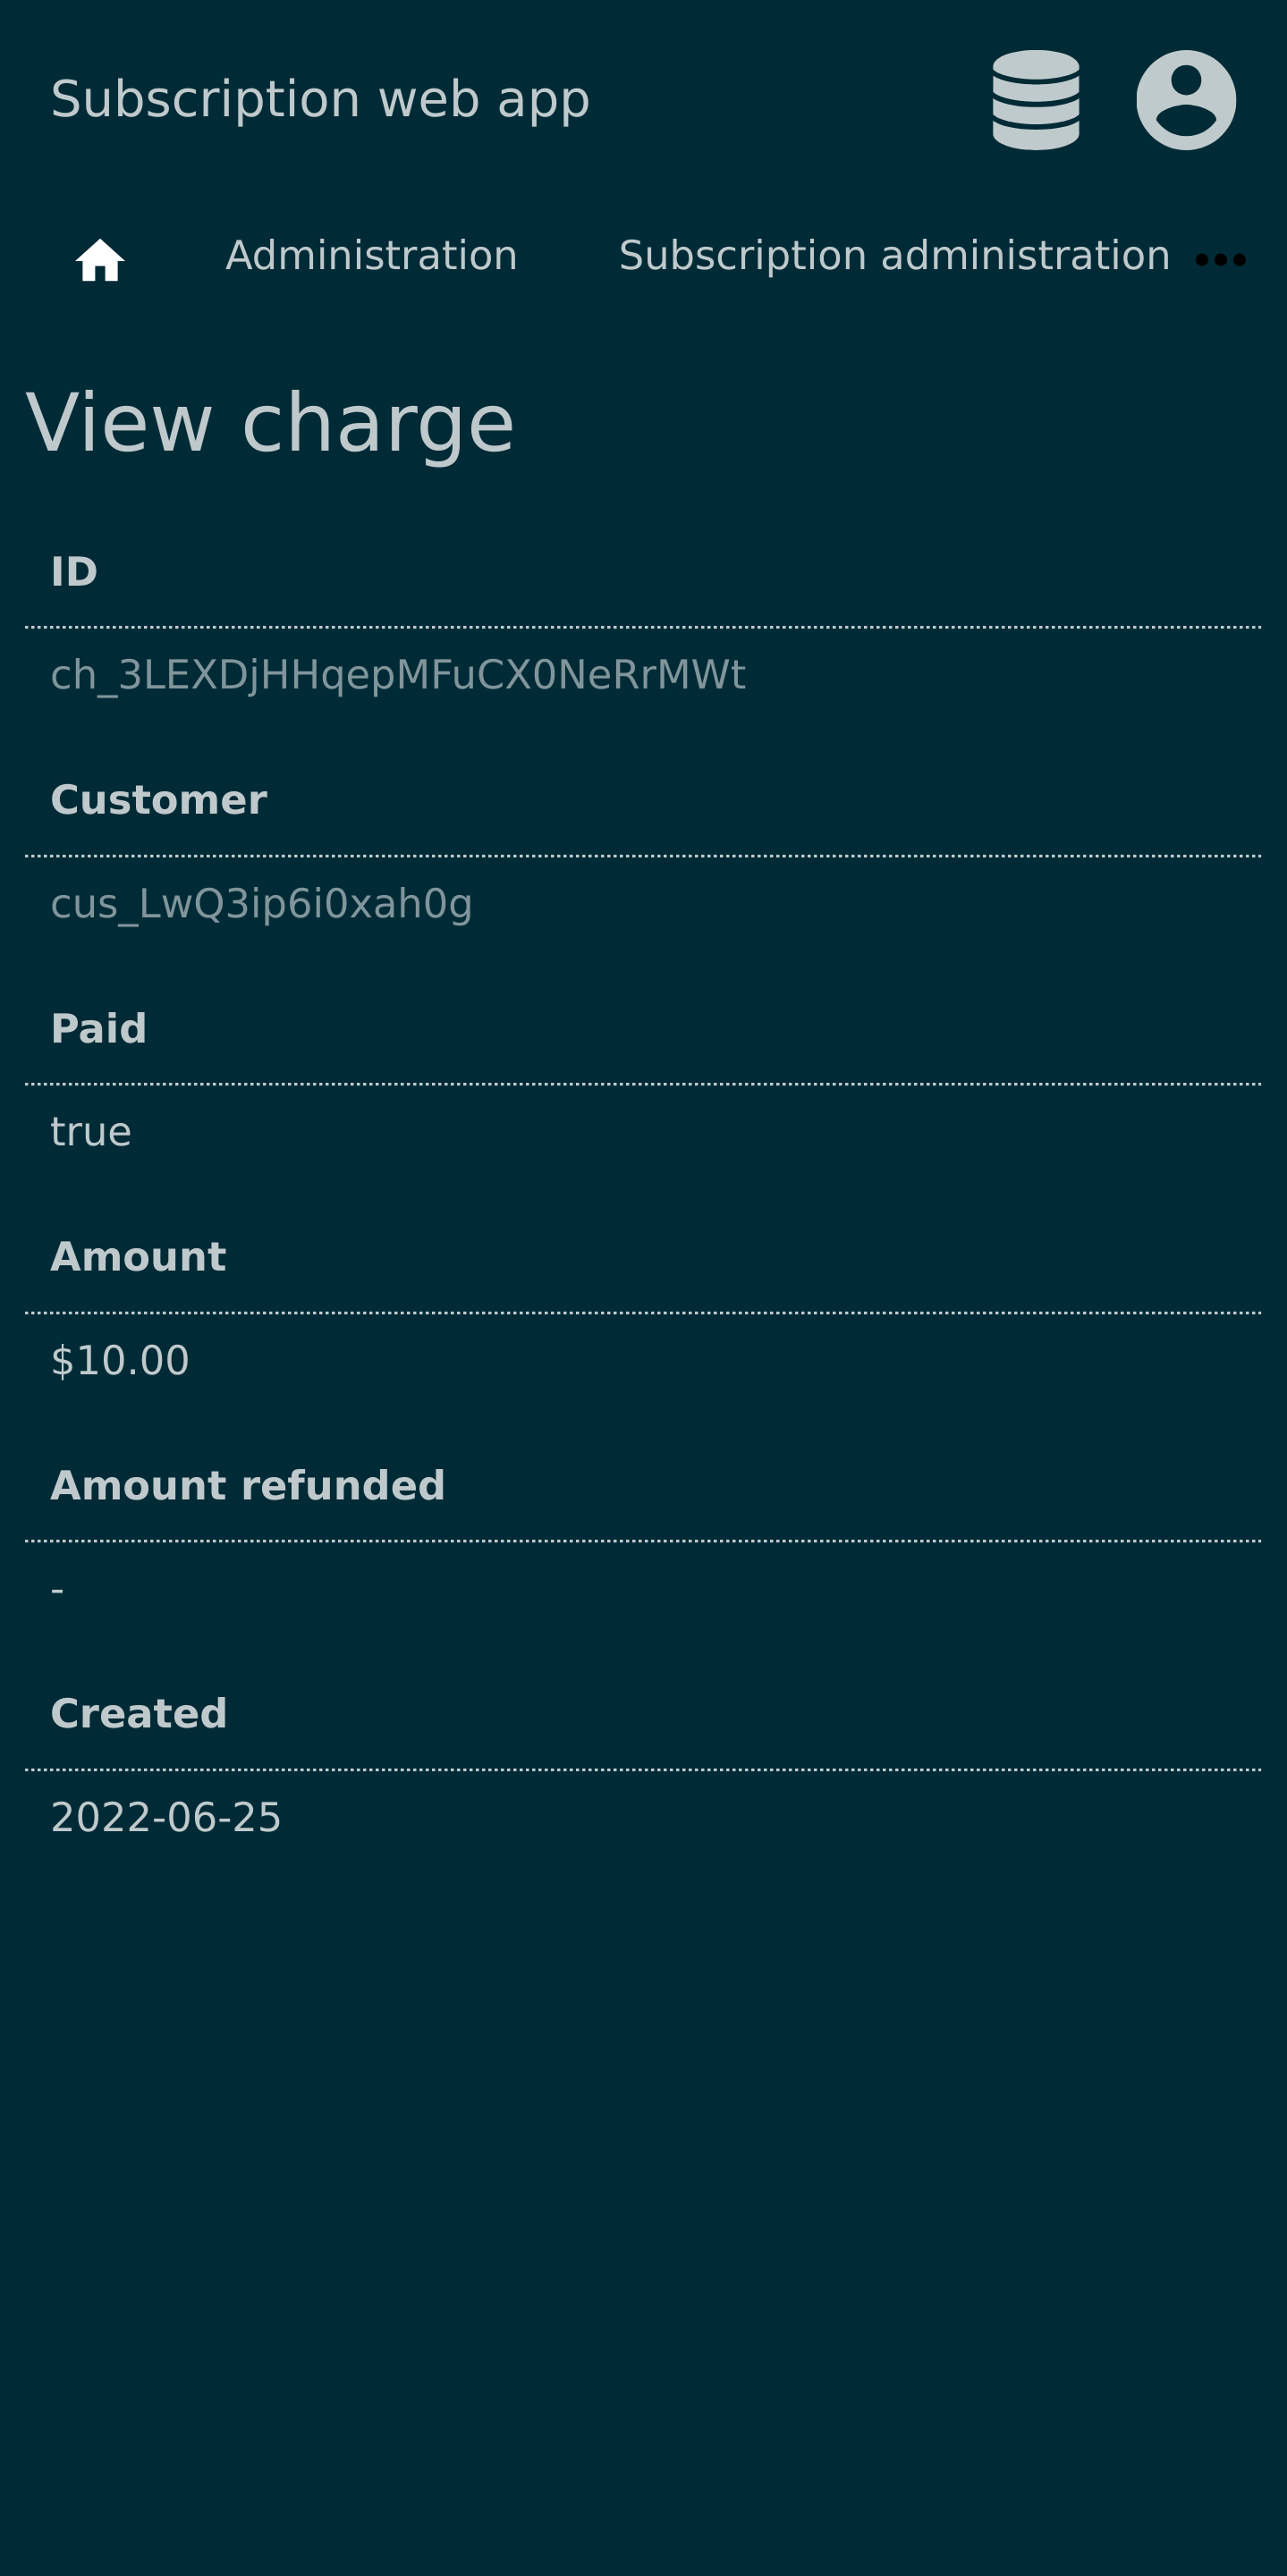 Subscription web app
Administration Subscription administration
View charge
ID
ch_3LEXDjHHqepMFuCX0NeRrMWt
Customer
cus_LwQ3ip6i0xah0g
Paid
true
Amount
$10.00
Amount refunded
-
Created
2022-06-25